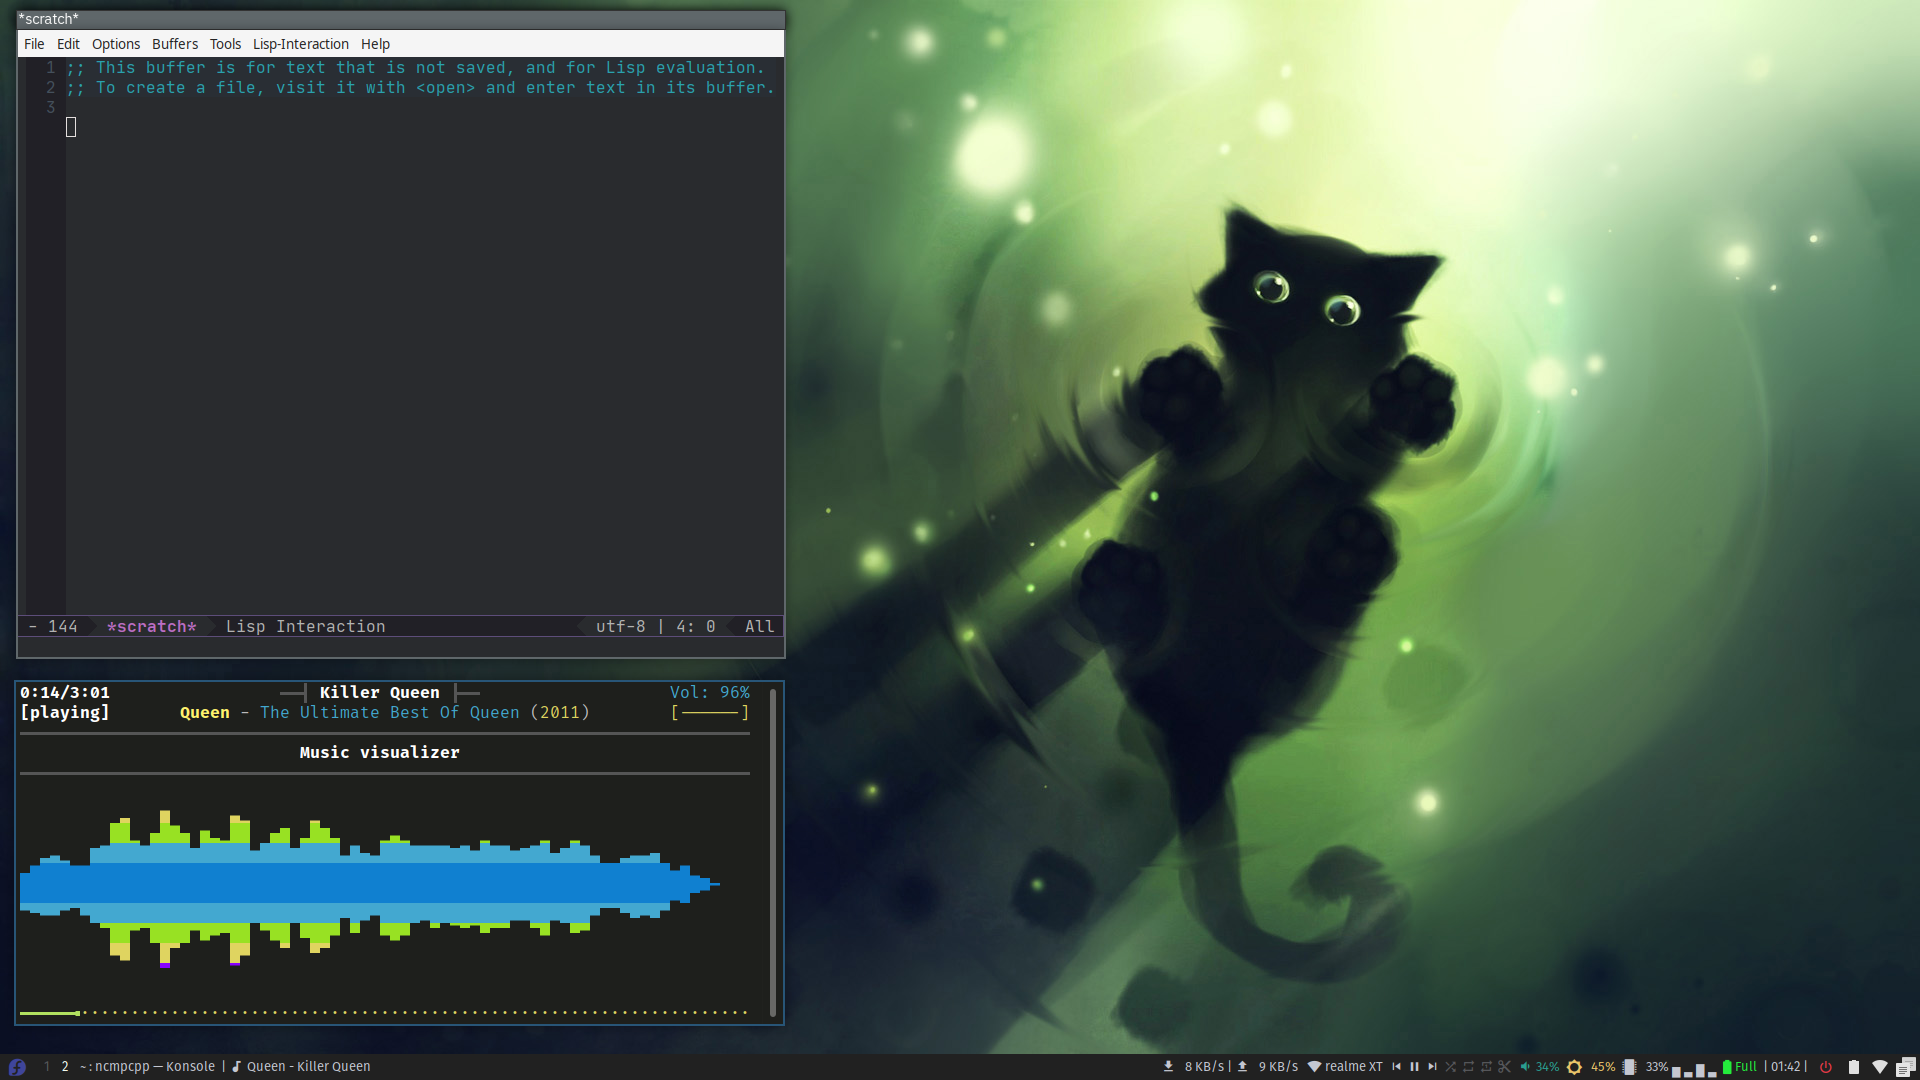 *scratch*
File Edit Options Buffers Tools Lisp-Interaction Help
1 ;; This buffer is for text that is not saved, and for Lisp evaluation.
2 ;; To create a file, visit it with <open> and enter text in its buffer.
3
- 144 *scratch* Lisp Interaction utf-8 | 4: 0 All
0:14/3:01 Killer Queen Vol: 96%
[playing] Queen - The Ultimate Best Of Queen (2011) [──────]
Music visualizer
1 2 ~ : ncmpcpp — Konsole | Queen - Killer Queen 8 KB/s | 9 KB/s realme XT 34% 45% 33% Full | 01:42 |